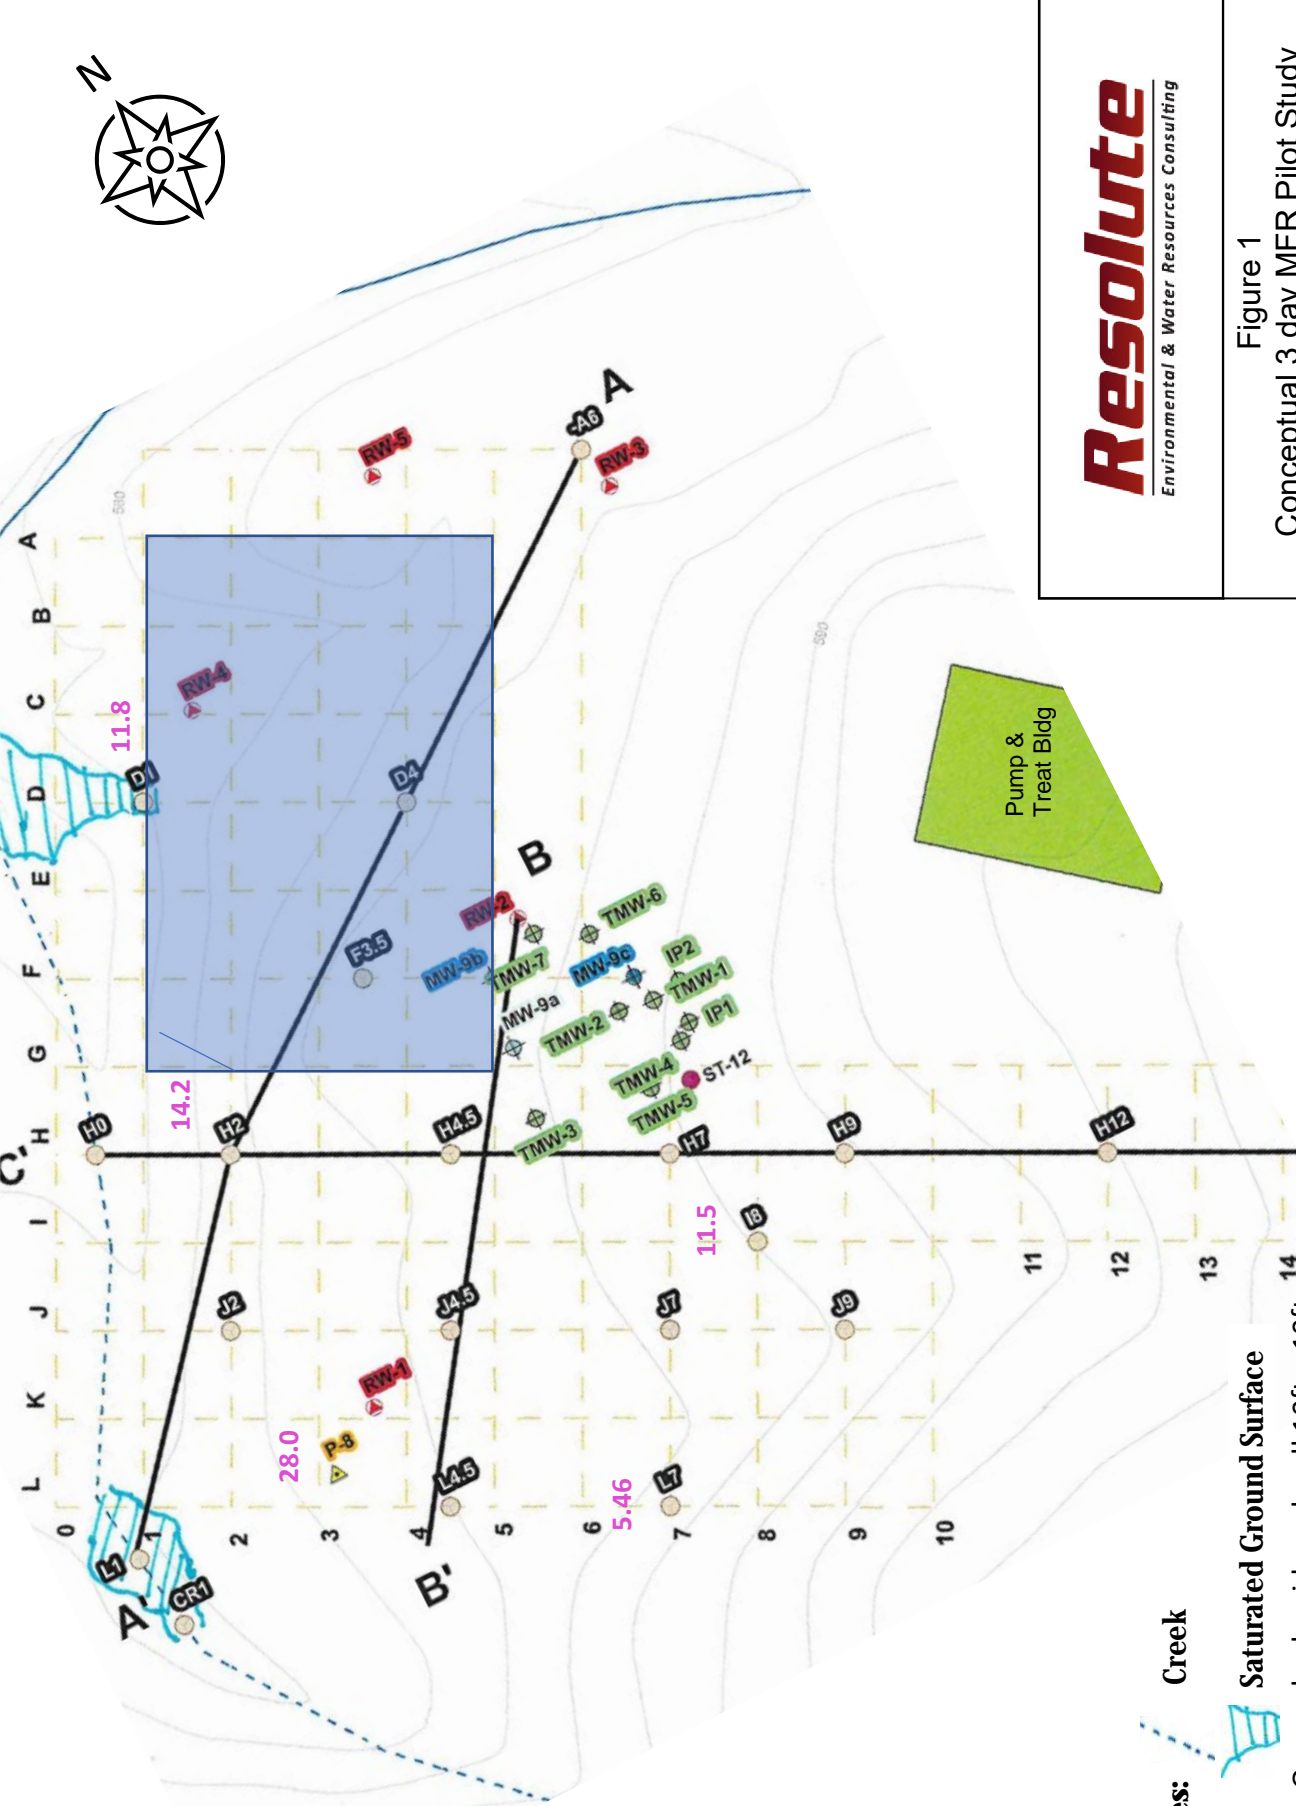 N
580
590
A
B
C
D
E
F
G
H
I
J
K
L
0
1
2
3
4
5
6
7
8
9
10
11
12
13
14
C'
A
B
A'
B'
RW-5
-A6
RW-3
RW-4
D1
D4
11.8
RW-2
F3.5
MW-9b
TMW-7
TMW-6
MW-9c
IP2
TMW-1
MW-9a
TMW-2
IP1
TMW-4
ST-12
TMW-5
TMW-3
14.2
H0
H2
H4.5
H7
H9
H12
11.5
I8
J2
J4.5
J7
J9
RW-1
28.0
P-8
L4.5
5.46
L7
L1
CR1
Pump &
Treat Bldg
Resolute
Environmental & Water Resources Consulting
Figure 1
Conceptual 3 day MER Pilot Study
Creek
Saturated Ground Surface